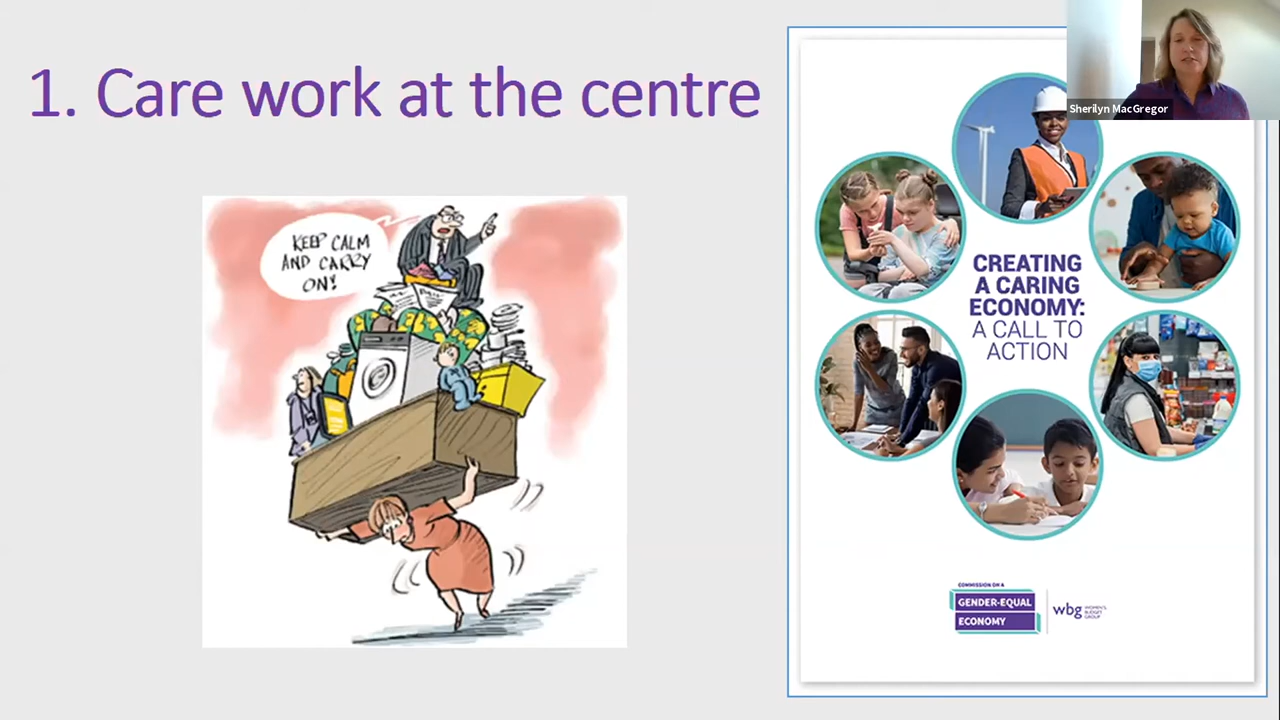 1. Care work at the centre
KEEP CALM
AND CARRY
ON!
Sherilyn MacGregor
CREATING
A CARING
ECONOMY:
A CALL TO
ACTION
COMMISSION ON A
GENDER-EQUAL
ECONOMY
wbg
WOMEN'S
BUDGET
GROUP